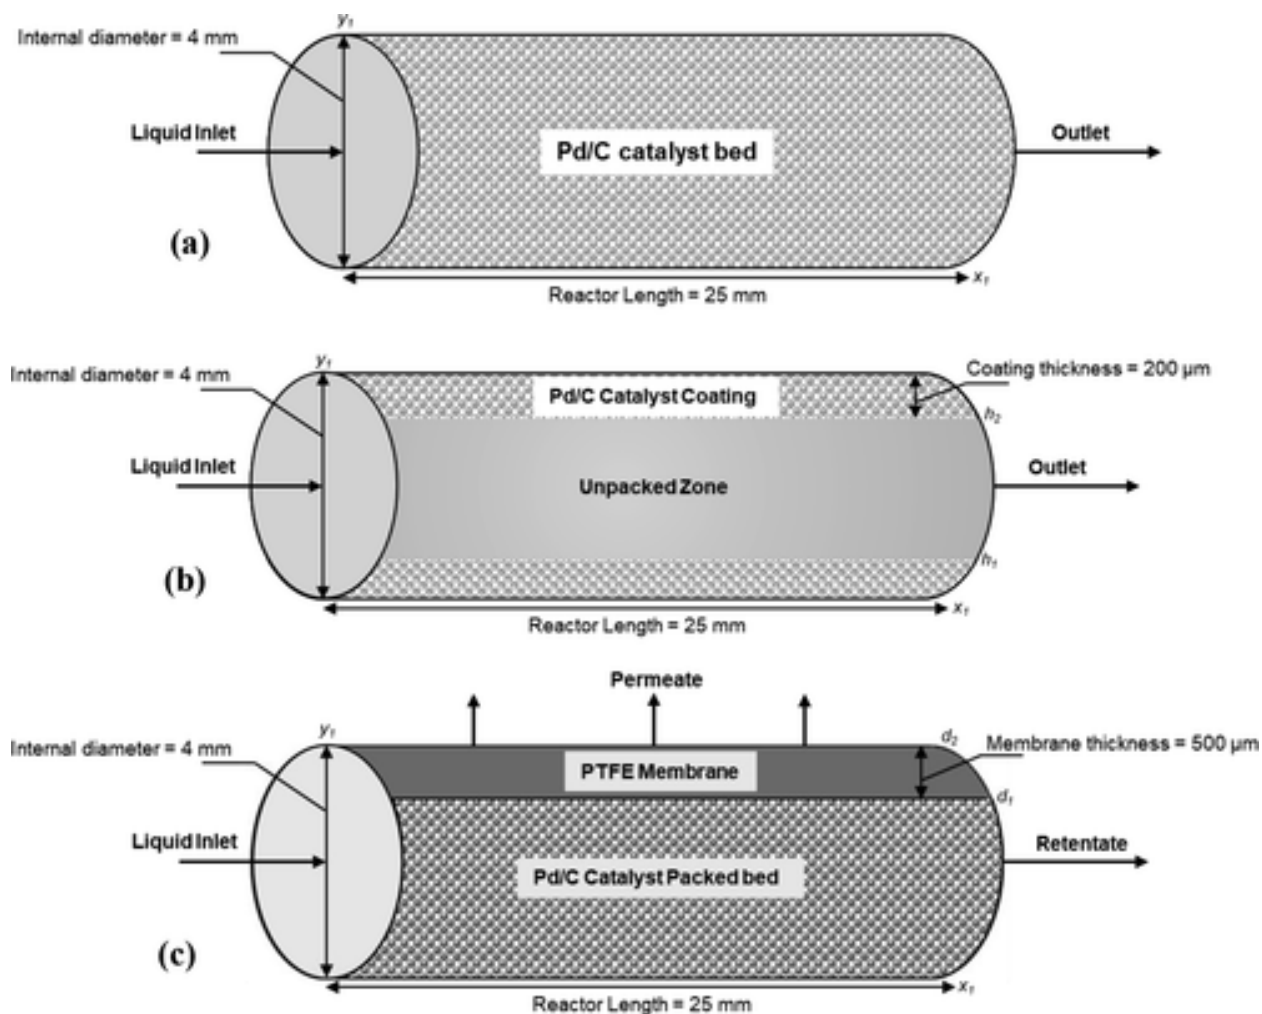 y₁
Internal diameter = 4 mm
Liquid Inlet
Pd/C catalyst bed
Outlet
(a)
x₁
Reactor Length = 25 mm
y₁
Internal diameter = 4 mm
Pd/C Catalyst Coating
Coating thickness = 200 µm
h₂
Liquid Inlet
Unpacked Zone
Outlet
h₁
(b)
x₁
Reactor Length = 25 mm
Permeate
y₁
Internal diameter = 4 mm
PTFE Membrane
d₂
Membrane thickness = 500 µm
d₁
Liquid Inlet
Pd/C Catalyst Packed bed
Retentate
(c)
x₁
Reactor Length = 25 mm